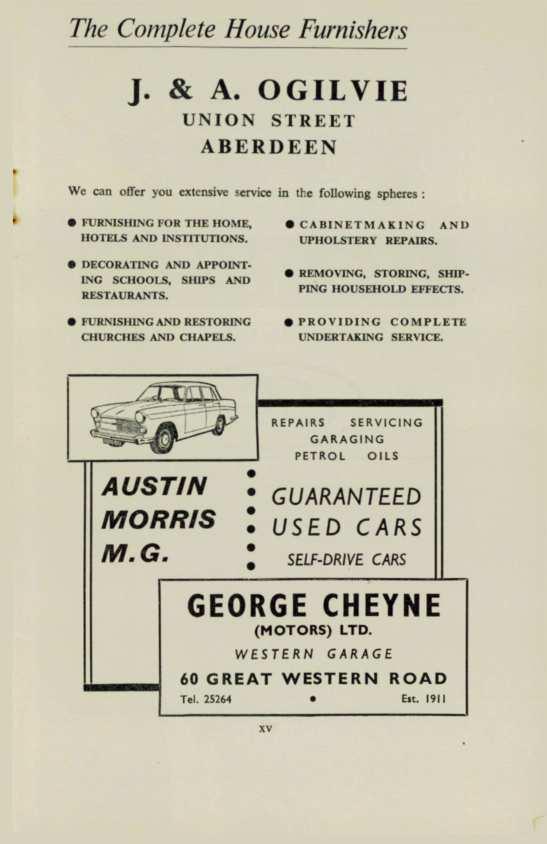 The Complete House Furnishers
J. & A. OGILVIE
UNION STREET
ABERDEEN
We can offer you extensive service in the following spheres :
● FURNISHING FOR THE HOME,
HOTELS AND INSTITUTIONS.
● DECORATING AND APPOINT-
ING SCHOOLS, SHIPS AND
RESTAURANTS.
● FURNISHING AND RESTORING
CHURCHES AND CHAPELS.
● CABINETMAKING AND
UPHOLSTERY REPAIRS.
● REMOVING, STORING, SHIP-
PING HOUSEHOLD EFFECTS.
● PROVIDING COMPLETE
UNDERTAKING SERVICE.
REPAIRS SERVICING
GARAGING
PETROL OILS
AUSTIN
MORRIS
M.G.
GUARANTEED
USED CARS
SELF-DRIVE CARS
GEORGE CHEYNE
(MOTORS) LTD.
WESTERN GARAGE
60 GREAT WESTERN ROAD
Tel. 25264 ● Est. 1911
XV